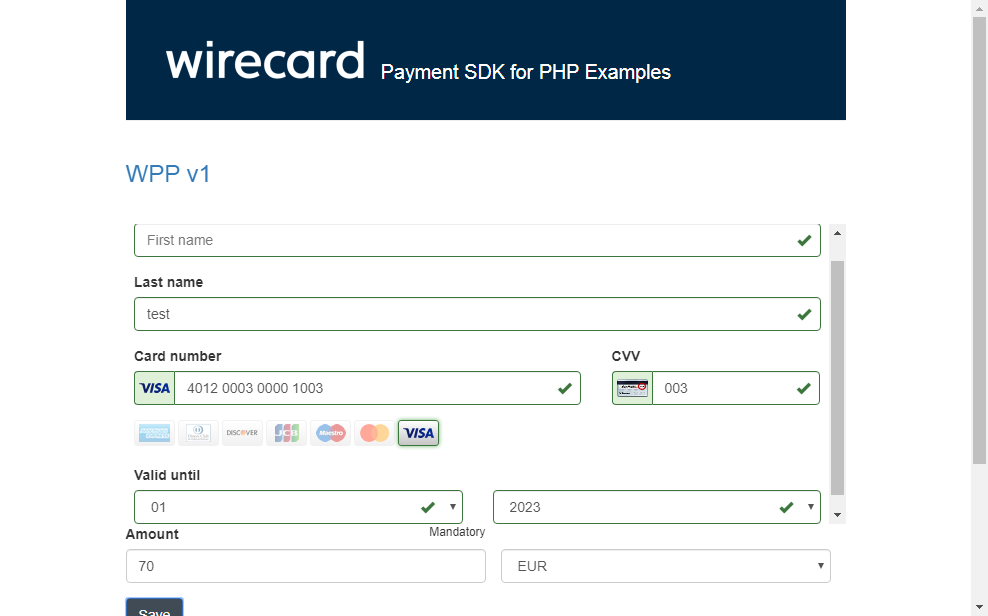 wirecard Payment SDK for PHP Examples
WPP v1
First name
Last name
test
Card number CVV
VISA 4012 0003 0000 1003 003
DISCOVER JCB Maestro VISA
Valid until
01 2023
Amount Mandatory
70 EUR
Save